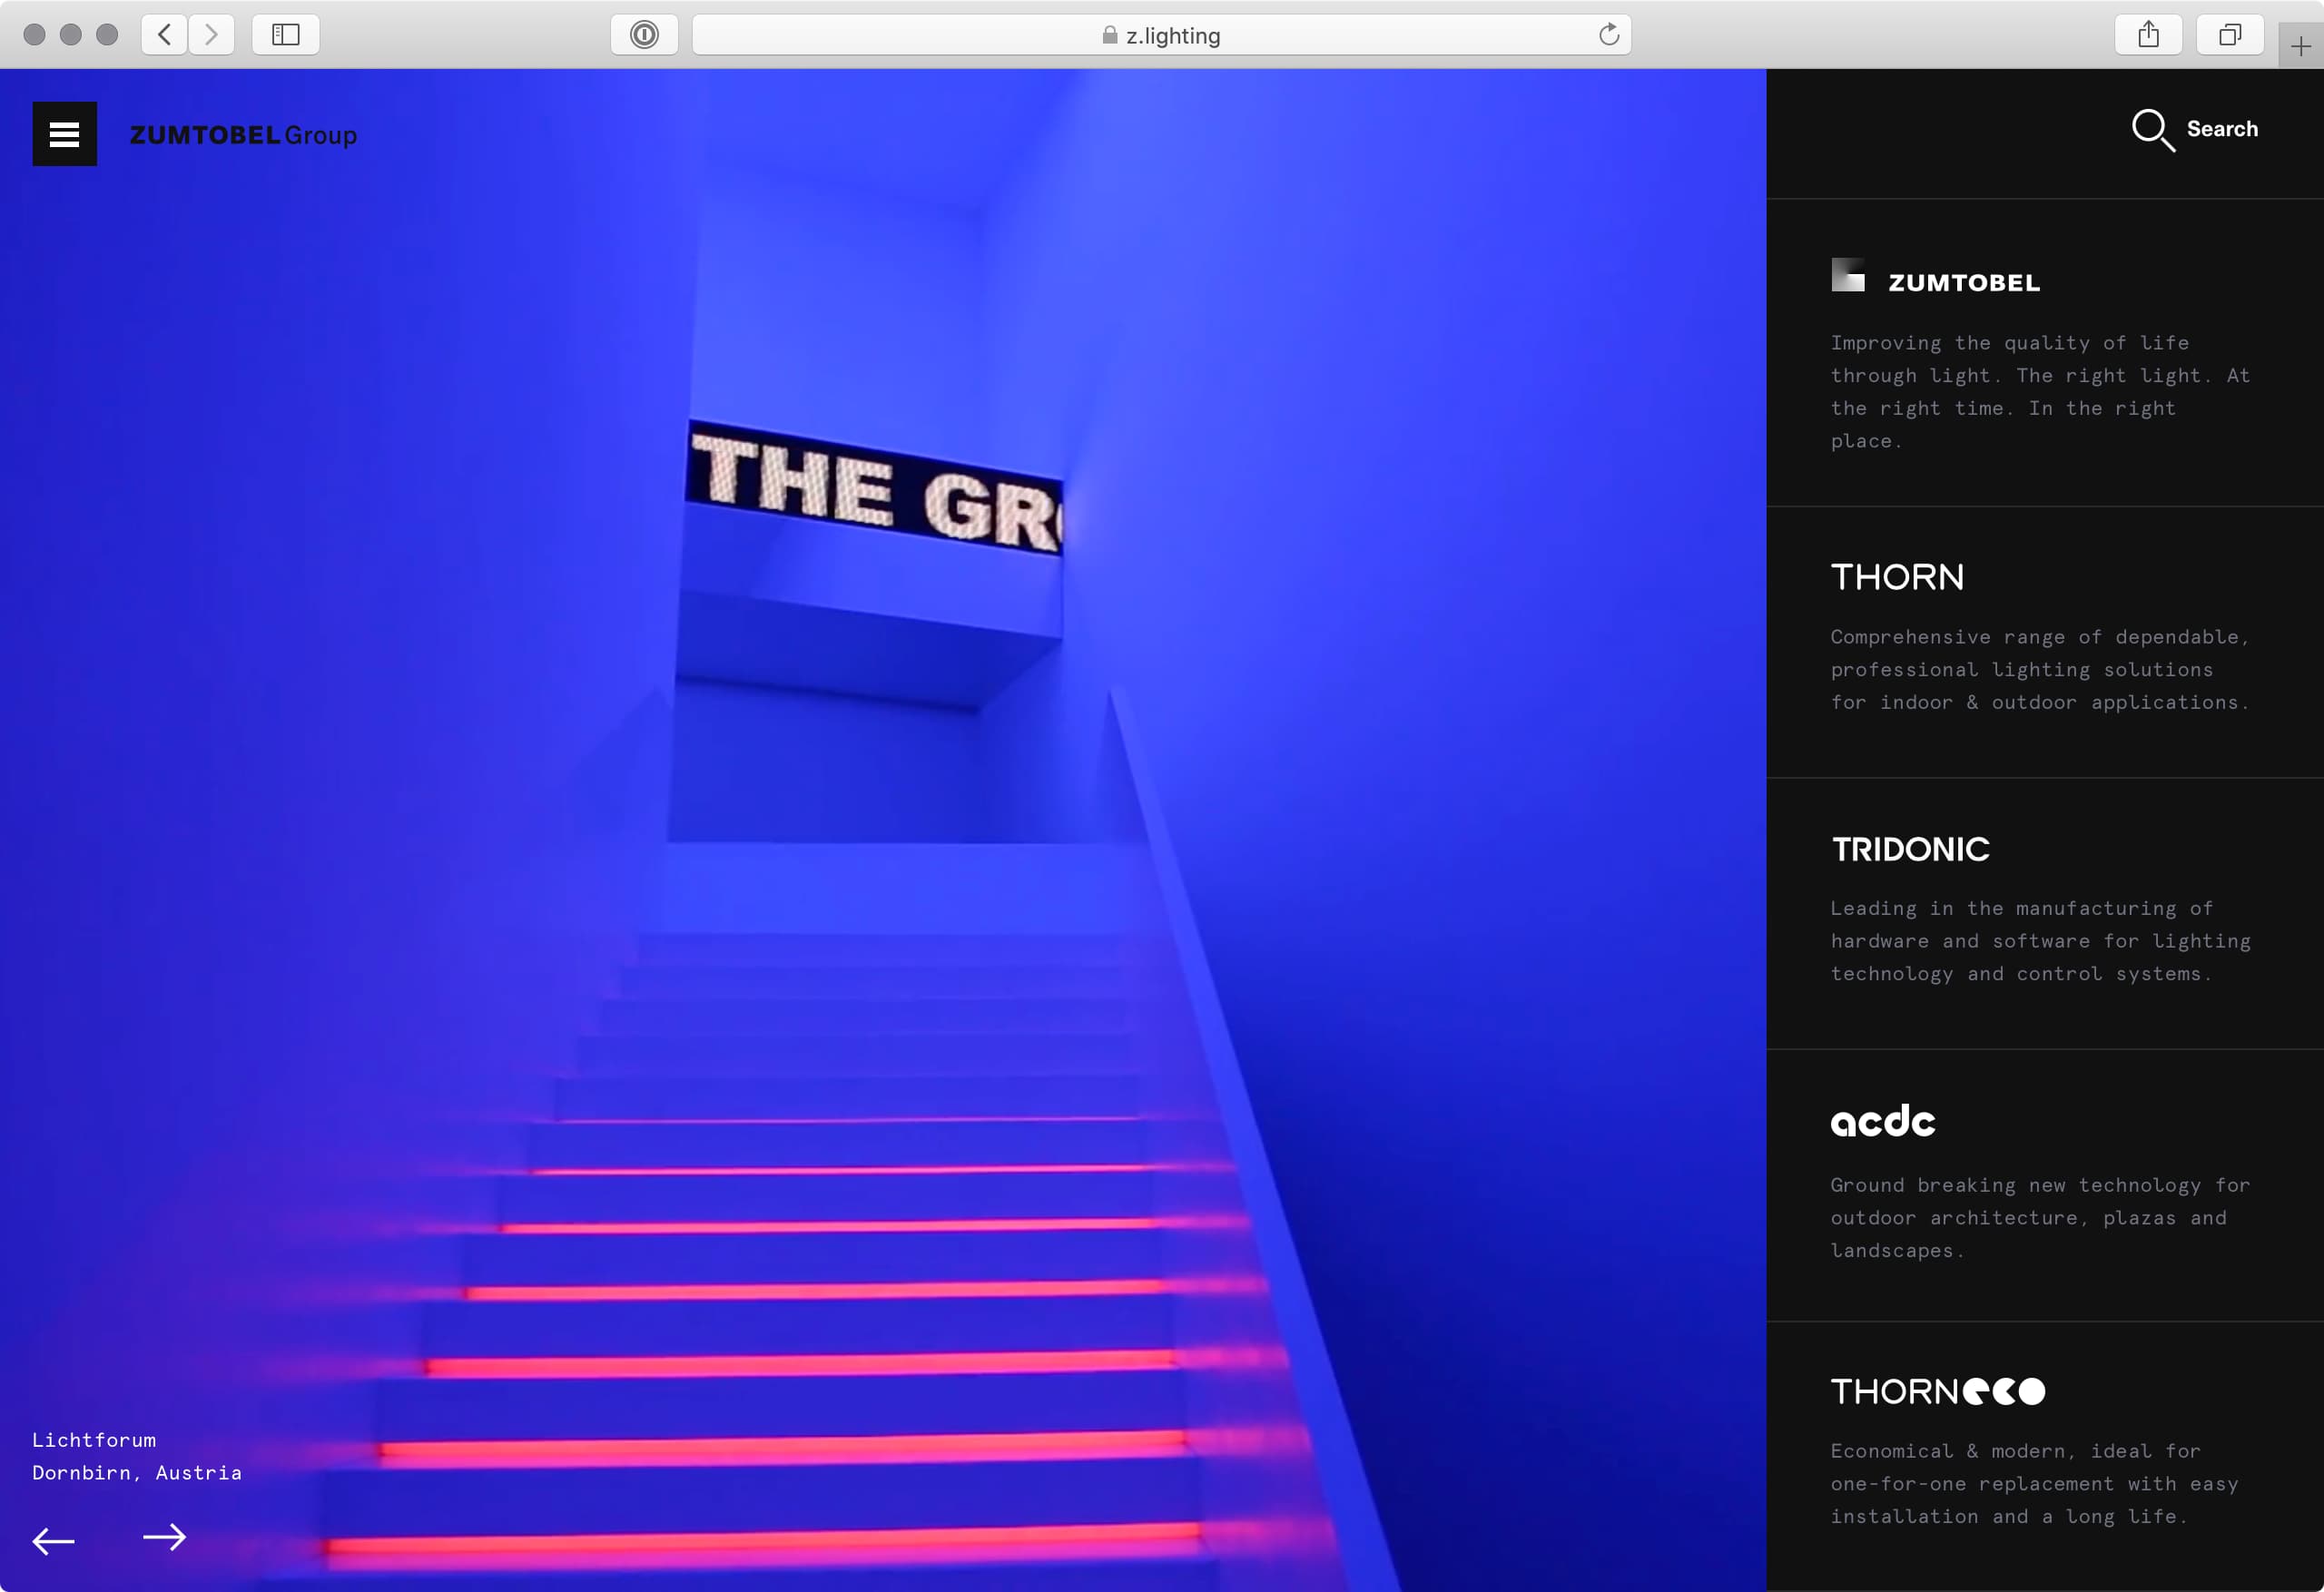 z.lighting
ZUMTOBEL Group
Search
THE GR
ZUMTOBEL
Improving the quality of life
through light. The right light. At
the right time. In the right
place.
THORN
Comprehensive range of dependable,
professional lighting solutions
for indoor & outdoor applications.
TRIDONIC
Leading in the manufacturing of
hardware and software for lighting
technology and control systems.
acdc
Ground breaking new technology for
outdoor architecture, plazas and
landscapes.
THORNeco
Economical & modern, ideal for
one-for-one replacement with easy
installation and a long life.
Lichtforum
Dornbirn, Austria